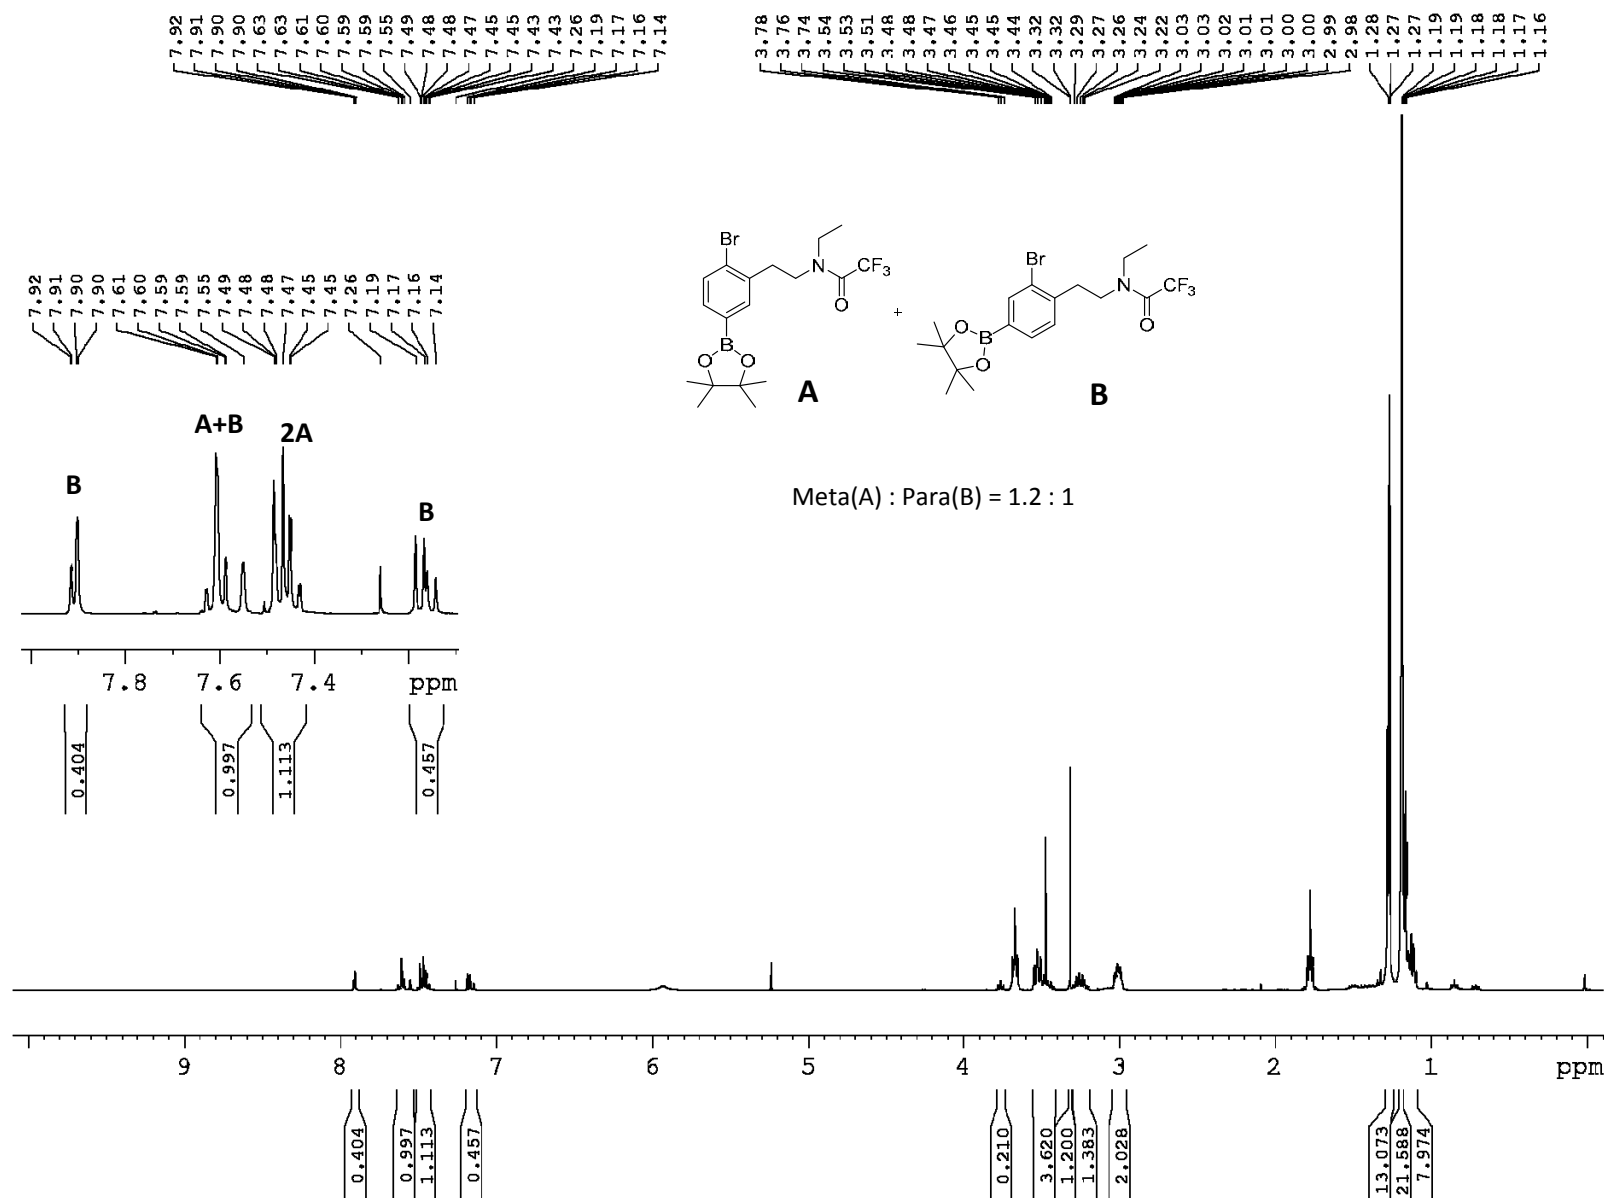 7.92 7.91 7.90 7.90 7.63 7.63 7.61 7.61 7.60 7.59 7.59 7.55 7.49 7.48 7.48 7.47 7.45 7.45 7.43 7.43 7.26 7.19 7.17 7.16 7.14
3.78 3.76 3.74 3.54 3.53 3.51 3.48 3.48 3.47 3.46 3.45 3.45 3.44 3.32 3.32 3.29 3.27 3.26 3.24 3.22 3.03 3.03 3.02 3.01 3.01 3.00 3.00 2.99 2.98 1.28 1.27 1.27 1.19 1.19 1.18 1.18 1.17 1.16
7.92 7.91 7.90 7.90 7.61 7.60 7.59 7.59 7.55 7.49 7.48 7.48 7.47 7.45 7.45 7.26 7.19 7.17 7.16 7.14
Br
N
CF3
O
B
O O
A
+
Br
N
CF3
O
O
B
O
B
Meta(A) : Para(B) = 1.2 : 1
B
A+B
2A
B
7.8 7.6 7.4 ppm
0.404 0.997 1.113 0.457
9 8 7 6 5 4 3 2 1 ppm
0.404 0.997 1.113 0.457 0.210 3.620 1.200 1.383 2.028 13.073 21.588 7.974